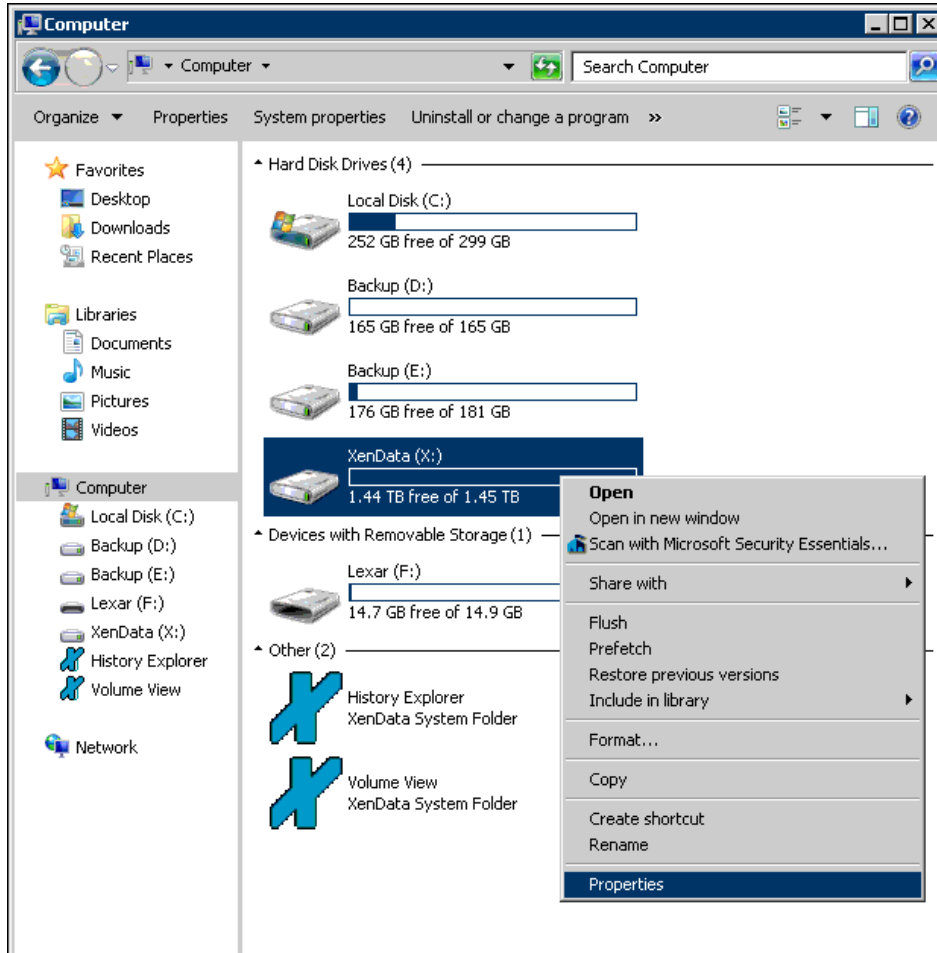 Computer
Computer
Search Computer
Organize
Properties
System properties
Uninstall or change a program
»
Favorites
Desktop
Downloads
Recent Places
Libraries
Documents
Music
Pictures
Videos
Computer
Local Disk (C:)
Backup (D:)
Backup (E:)
Lexar (F:)
XenData (X:)
History Explorer
Volume View
Network
Hard Disk Drives (4)
Local Disk (C:)
252 GB free of 299 GB
Backup (D:)
165 GB free of 165 GB
Backup (E:)
176 GB free of 181 GB
XenData (X:)
1.44 TB free of 1.45 TB
Devices with Removable Storage (1)
Lexar (F:)
14.7 GB free of 14.9 GB
Other (2)
History Explorer
XenData System Folder
Volume View
XenData System Folder
Open
Open in new window
Scan with Microsoft Security Essentials...
Share with
Flush
Prefetch
Restore previous versions
Include in library
Format...
Copy
Create shortcut
Rename
Properties